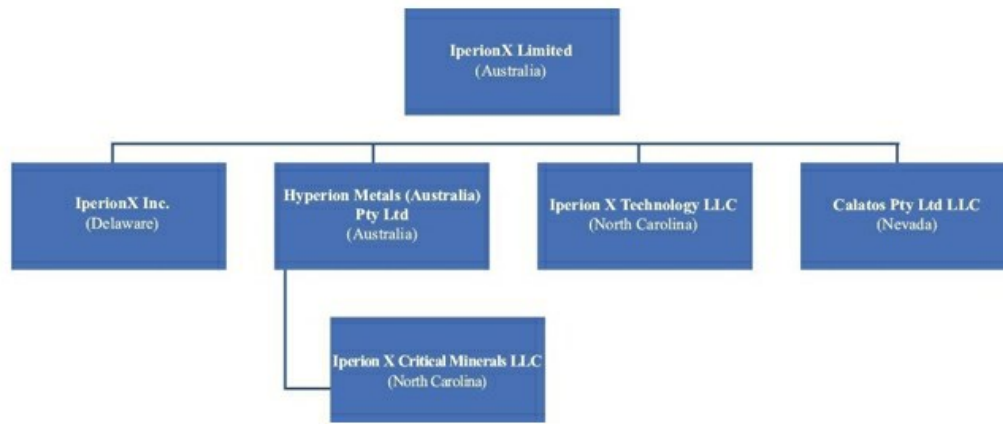 IperionX Limited
(Australia)
IperionX Inc.
(Delaware)
Hyperion Metals (Australia)
Pty Ltd
(Australia)
Iperion X Technology LLC
(North Carolina)
Calatos Pty Ltd LLC
(Nevada)
Iperion X Critical Minerals LLC
(North Carolina)